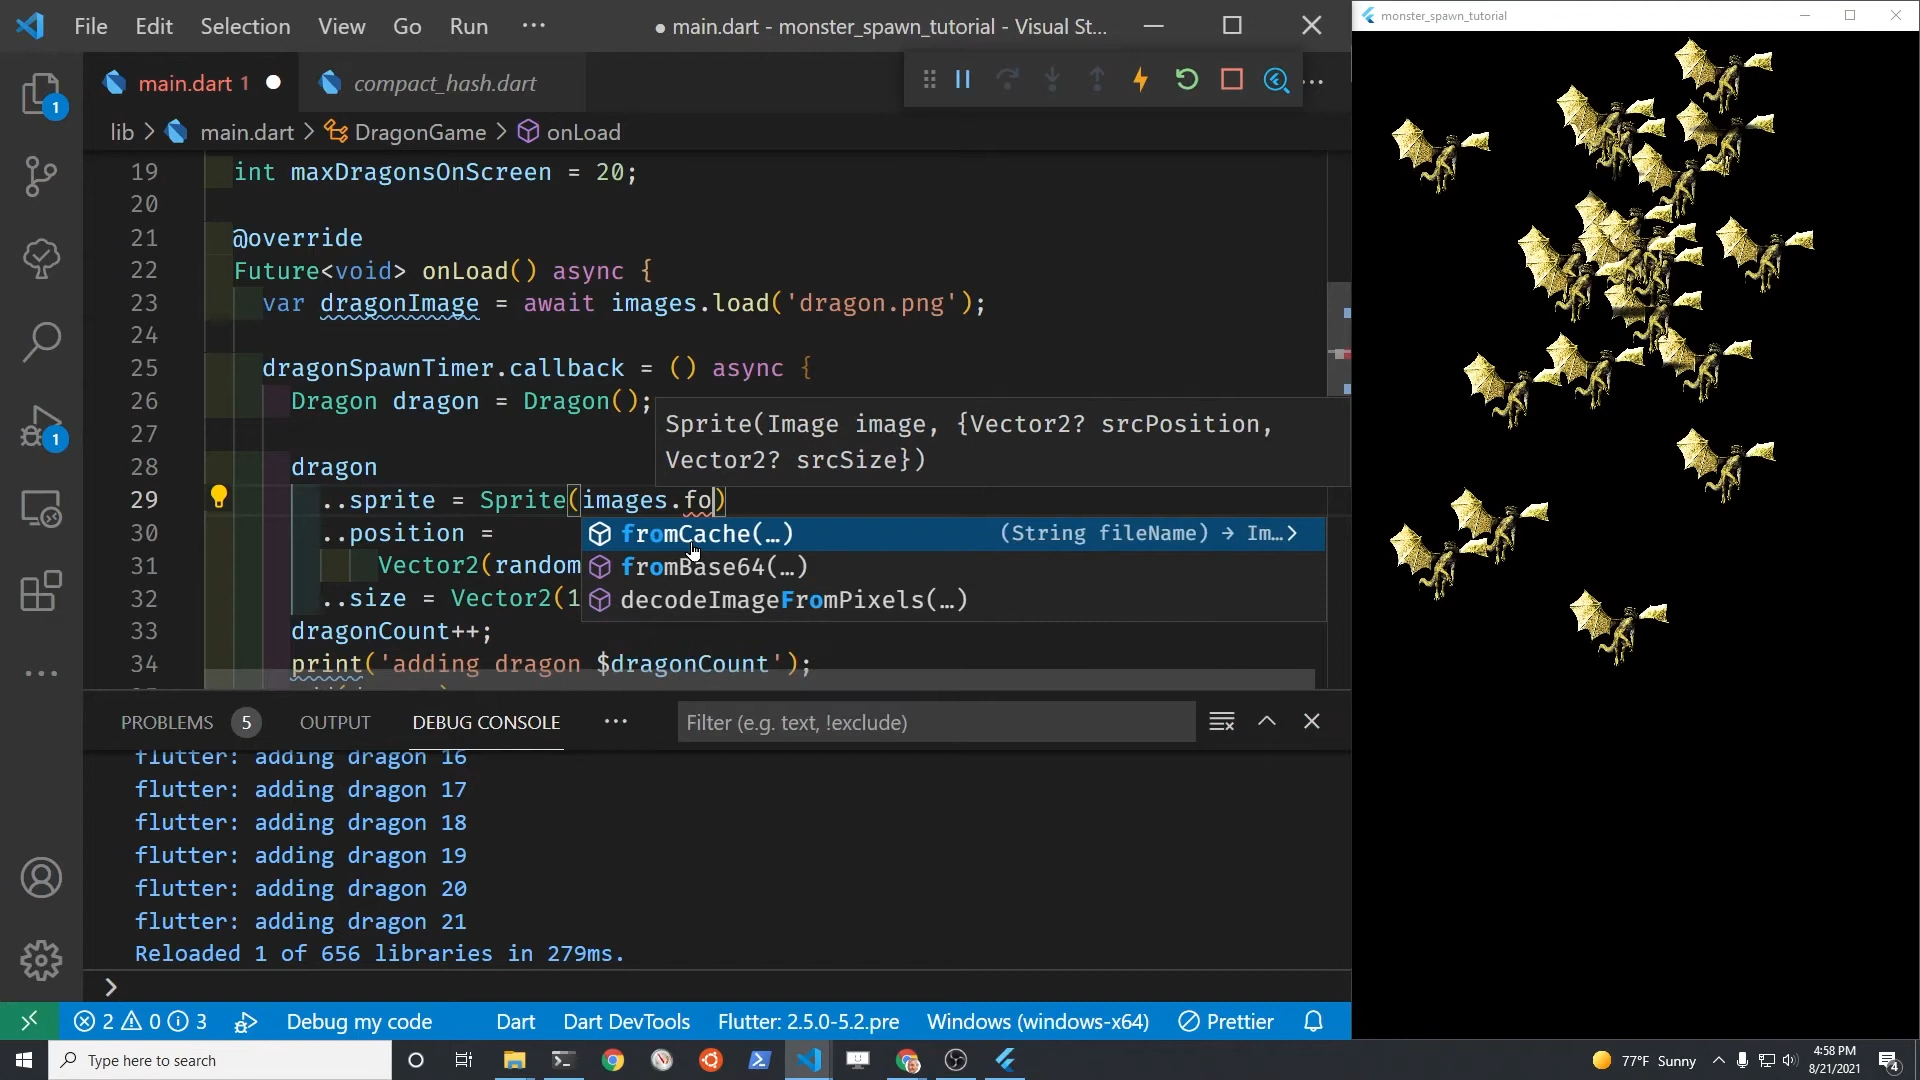 File Edit Selection View Go Run ···
● main.dart - monster_spawn_tutorial - Visual St...
monster_spawn_tutorial
main.dart 1
compact_hash.dart
lib > main.dart > DragonGame > onLoad
19 int maxDragonsOnScreen = 20;
20
21 @override
22 Future<void> onLoad() async {
23 var dragonImage = await images.load('dragon.png');
24
25 dragonSpawnTimer.callback = () async {
26 Dragon dragon = Dragon();
Sprite(Image image, {Vector2? srcPosition,
Vector2? srcSize})
27
28 dragon
29 ..sprite = Sprite(images.fo)
30 ..position =
fromCache(…) (String fileName) → Im…>
31 Vector2(random
fromBase64(…)
32 ..size = Vector2(1
decodeImageFromPixels(…)
33 dragonCount++;
34 print('adding dragon $dragonCount');
PROBLEMS 5 OUTPUT DEBUG CONSOLE ··· Filter (e.g. text, !exclude)
flutter: adding dragon 16
flutter: adding dragon 17
flutter: adding dragon 18
flutter: adding dragon 19
flutter: adding dragon 20
flutter: adding dragon 21
Reloaded 1 of 656 libraries in 279ms.
>
1
1
2 0 3 Debug my code Dart Dart DevTools Flutter: 2.5.0-5.2.pre Windows (windows-x64) Prettier
Type here to search
77°F Sunny
4:58 PM
8/21/2021
4